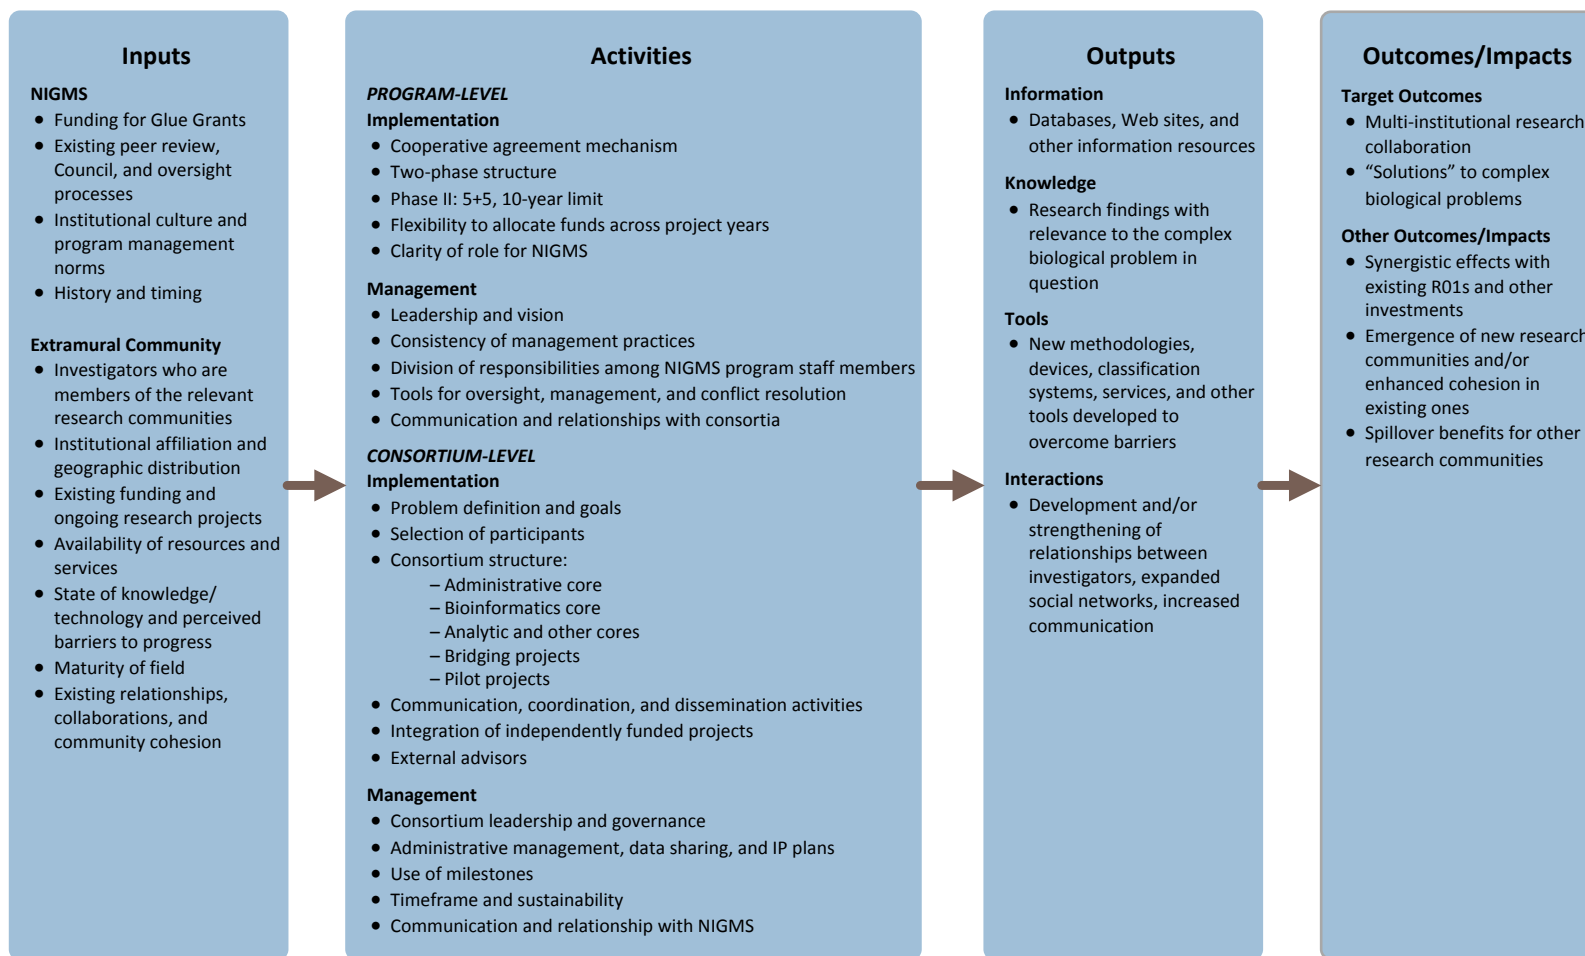 Inputs
NIGMS
• Funding for Glue Grants
• Existing peer review,
Council, and oversight
processes
• Institutional culture and
program management
norms
• History and timing
Extramural Community
• Investigators who are
members of the relevant
research communities
• Institutional affiliation and
geographic distribution
• Existing funding and
ongoing research projects
• Availability of resources and
services
• State of knowledge/
technology and perceived
barriers to progress
• Maturity of field
• Existing relationships,
collaborations, and
community cohesion
Activities
PROGRAM-LEVEL
Implementation
• Cooperative agreement mechanism
• Two-phase structure
• Phase II: 5+5, 10-year limit
• Flexibility to allocate funds across project years
• Clarity of role for NIGMS
Management
• Leadership and vision
• Consistency of management practices
• Division of responsibilities among NIGMS program staff members
• Tools for oversight, management, and conflict resolution
• Communication and relationships with consortia
CONSORTIUM-LEVEL
Implementation
• Problem definition and goals
• Selection of participants
• Consortium structure:
– Administrative core
– Bioinformatics core
– Analytic and other cores
– Bridging projects
– Pilot projects
• Communication, coordination, and dissemination activities
• Integration of independently funded projects
• External advisors
Management
• Consortium leadership and governance
• Administrative management, data sharing, and IP plans
• Use of milestones
• Timeframe and sustainability
• Communication and relationship with NIGMS
Outputs
Information
• Databases, Web sites, and
other information resources
Knowledge
• Research findings with
relevance to the complex
biological problem in
question
Tools
• New methodologies,
devices, classification
systems, services, and other
tools developed to
overcome barriers
Interactions
• Development and/or
strengthening of
relationships between
investigators, expanded
social networks, increased
communication
Outcomes/Impacts
Target Outcomes
• Multi-institutional research
collaboration
• “Solutions” to complex
biological problems
Other Outcomes/Impacts
• Synergistic effects with
existing R01s and other
investments
• Emergence of new research
communities and/or
enhanced cohesion in
existing ones
• Spillover benefits for other
research communities